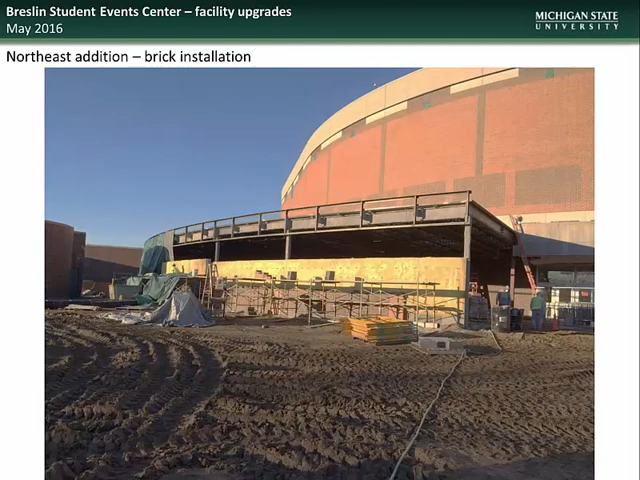 Breslin Student Events Center – facility upgrades
May 2016
MICHIGAN STATE
UNIVERSITY
Northeast addition – brick installation